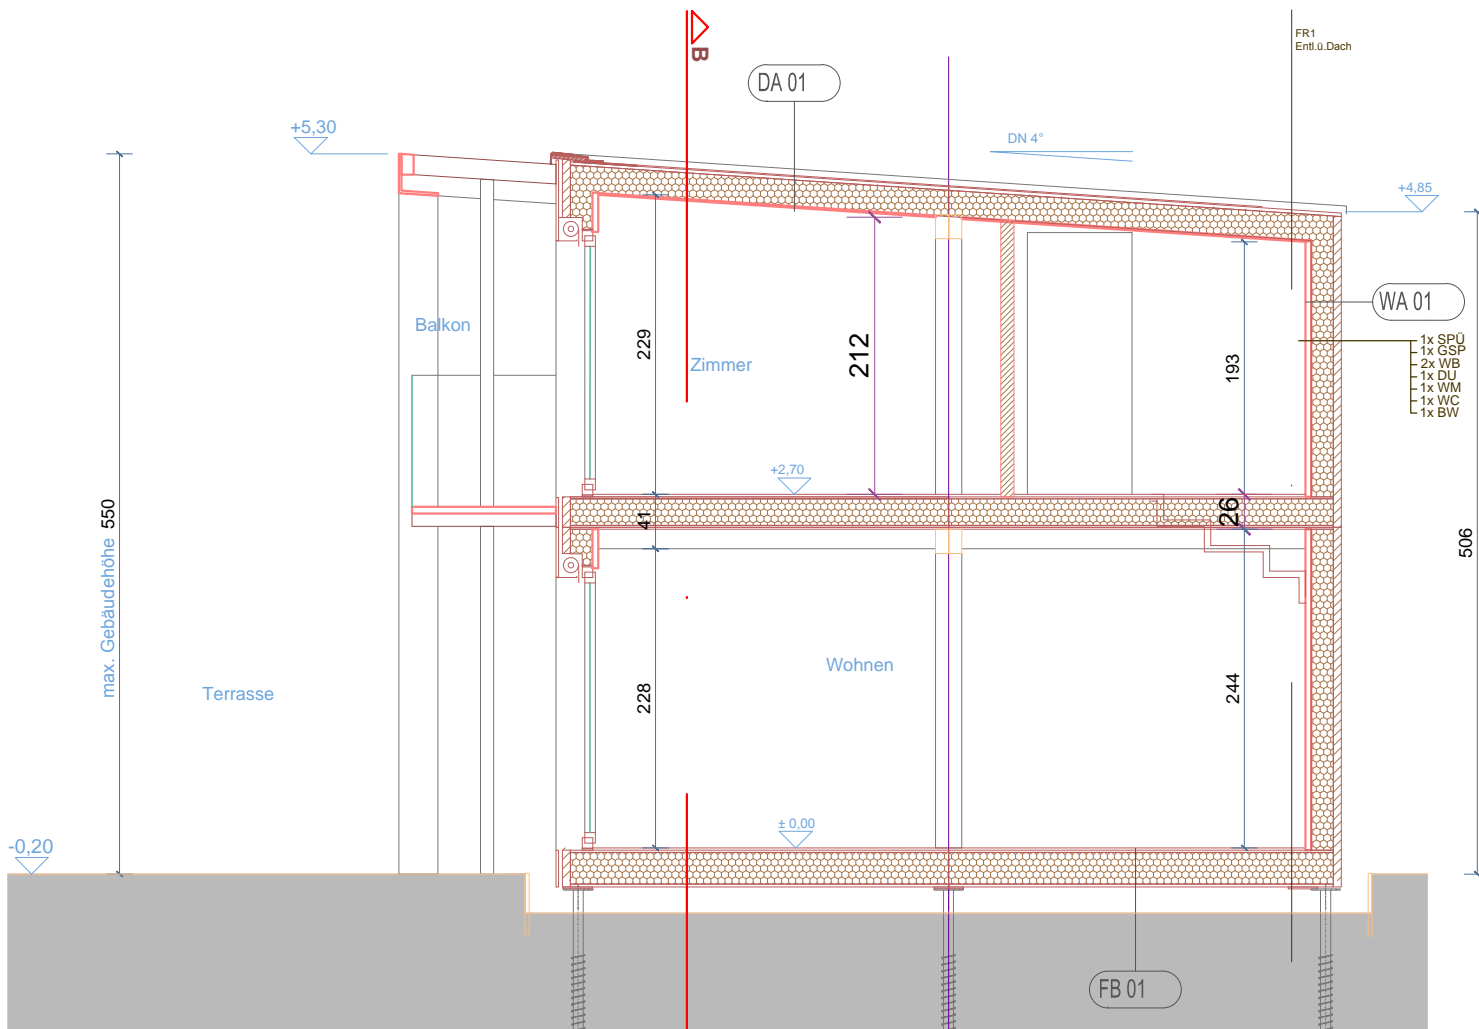 FR1
Entl.ü.Dach
B
DA 01
+5,30
DN 4°
+4,85
WA 01
Balkon
229
Zimmer
212
193
1x SPÜ
1x GSP
2x WB
1x DU
1x WM
1x WC
1x BW
+2,70
max. Gebäudehöhe 550
41
26
506
Terrasse
228
Wohnen
244
± 0,00
-0,20
FB 01